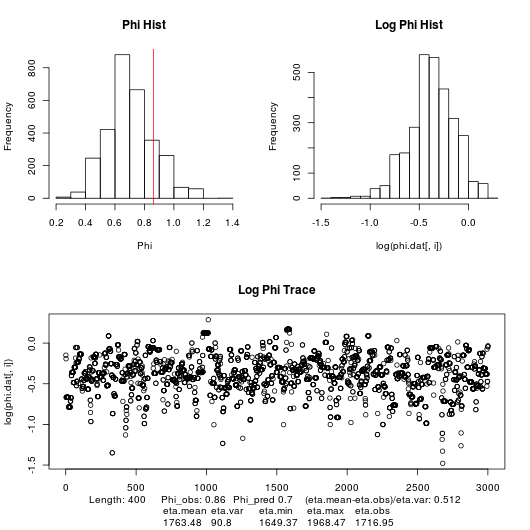 Phi Hist
Log Phi Hist
Frequency
0 200 400 600 800
0.2 0.4 0.6 0.8 1.0 1.2 1.4
Phi
Frequency
0 100 300 500
-1.5 -1.0 -0.5 0.0
log(phi.dat[, i])
Log Phi Trace
log(phi.dat[, i])
0.0 -0.5 -1.0 -1.5
0 500 1000 1500 2000 2500 3000
Length: 400 Phi_obs: 0.86 Phi_pred 0.7 (eta.mean-eta.obs)/eta.var: 0.512
eta.mean eta.var eta.min eta.max eta.obs
1763.48 90.8 1649.37 1968.47 1716.95